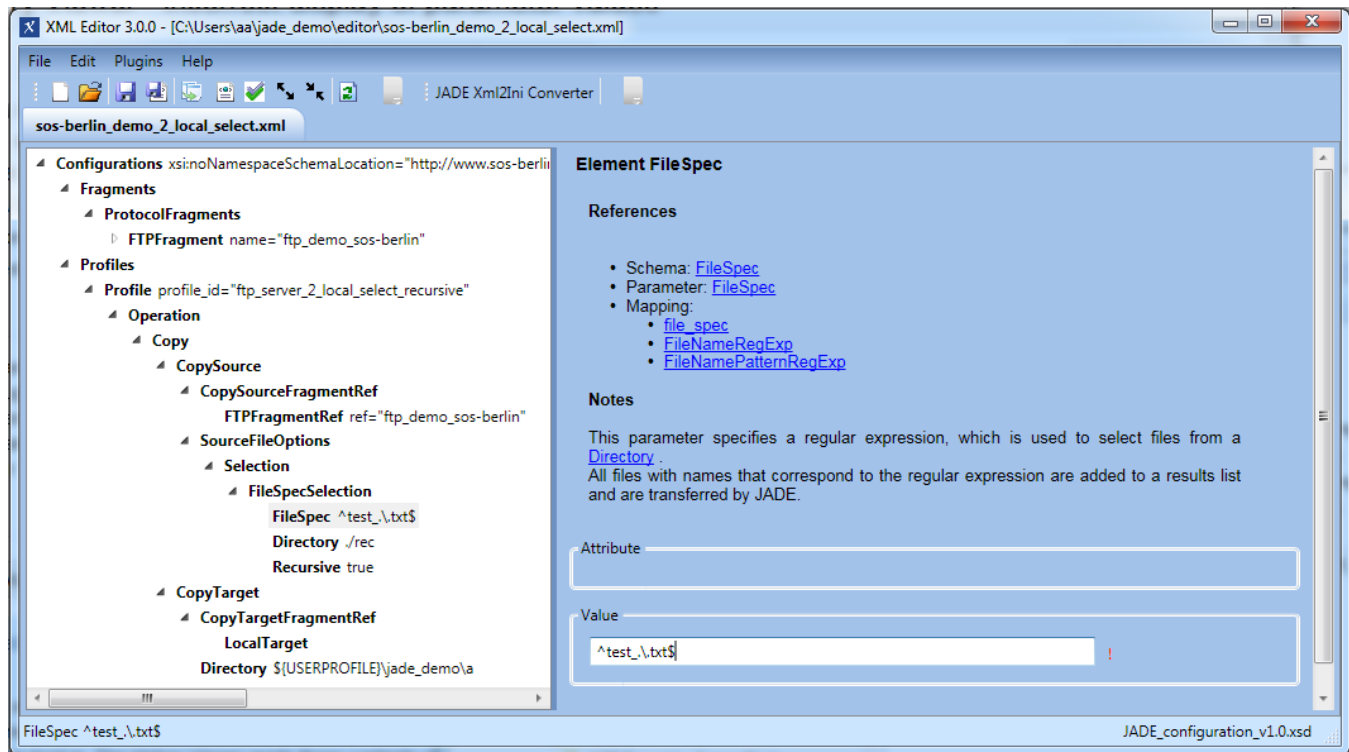 XML Editor 3.0.0 - [C:\Users\aa\jade_demo\editor\sos-berlin_demo_2_local_select.xml]
File Edit Plugins Help
JADE Xml2Ini Converter
sos-berlin_demo_2_local_select.xml
Configurations xsi:noNamespaceSchemaLocation="http://www.sos-berlin
Fragments
ProtocolFragments
FTPFragment name="ftp_demo_sos-berlin"
Profiles
Profile profile_id="ftp_server_2_local_select_recursive"
Operation
Copy
CopySource
CopySourceFragmentRef
FTPFragmentRef ref="ftp_demo_sos-berlin"
SourceFileOptions
Selection
FileSpecSelection
FileSpec ^test_.\.txt$
Directory ./rec
Recursive true
CopyTarget
CopyTargetFragmentRef
LocalTarget
Directory ${USERPROFILE}\jade_demo\a
Element FileSpec
References
• Schema: FileSpec
• Parameter: FileSpec
• Mapping:
• file_spec
• FileNameRegExp
• FileNamePatternRegExp
Notes
This parameter specifies a regular expression, which is used to select files from a
Directory .
All files with names that correspond to the regular expression are added to a results list
and are transferred by JADE.
Attribute
Value
^test_.\.txt$
!
FileSpec ^test_.\.txt$
JADE_configuration_v1.0.xsd